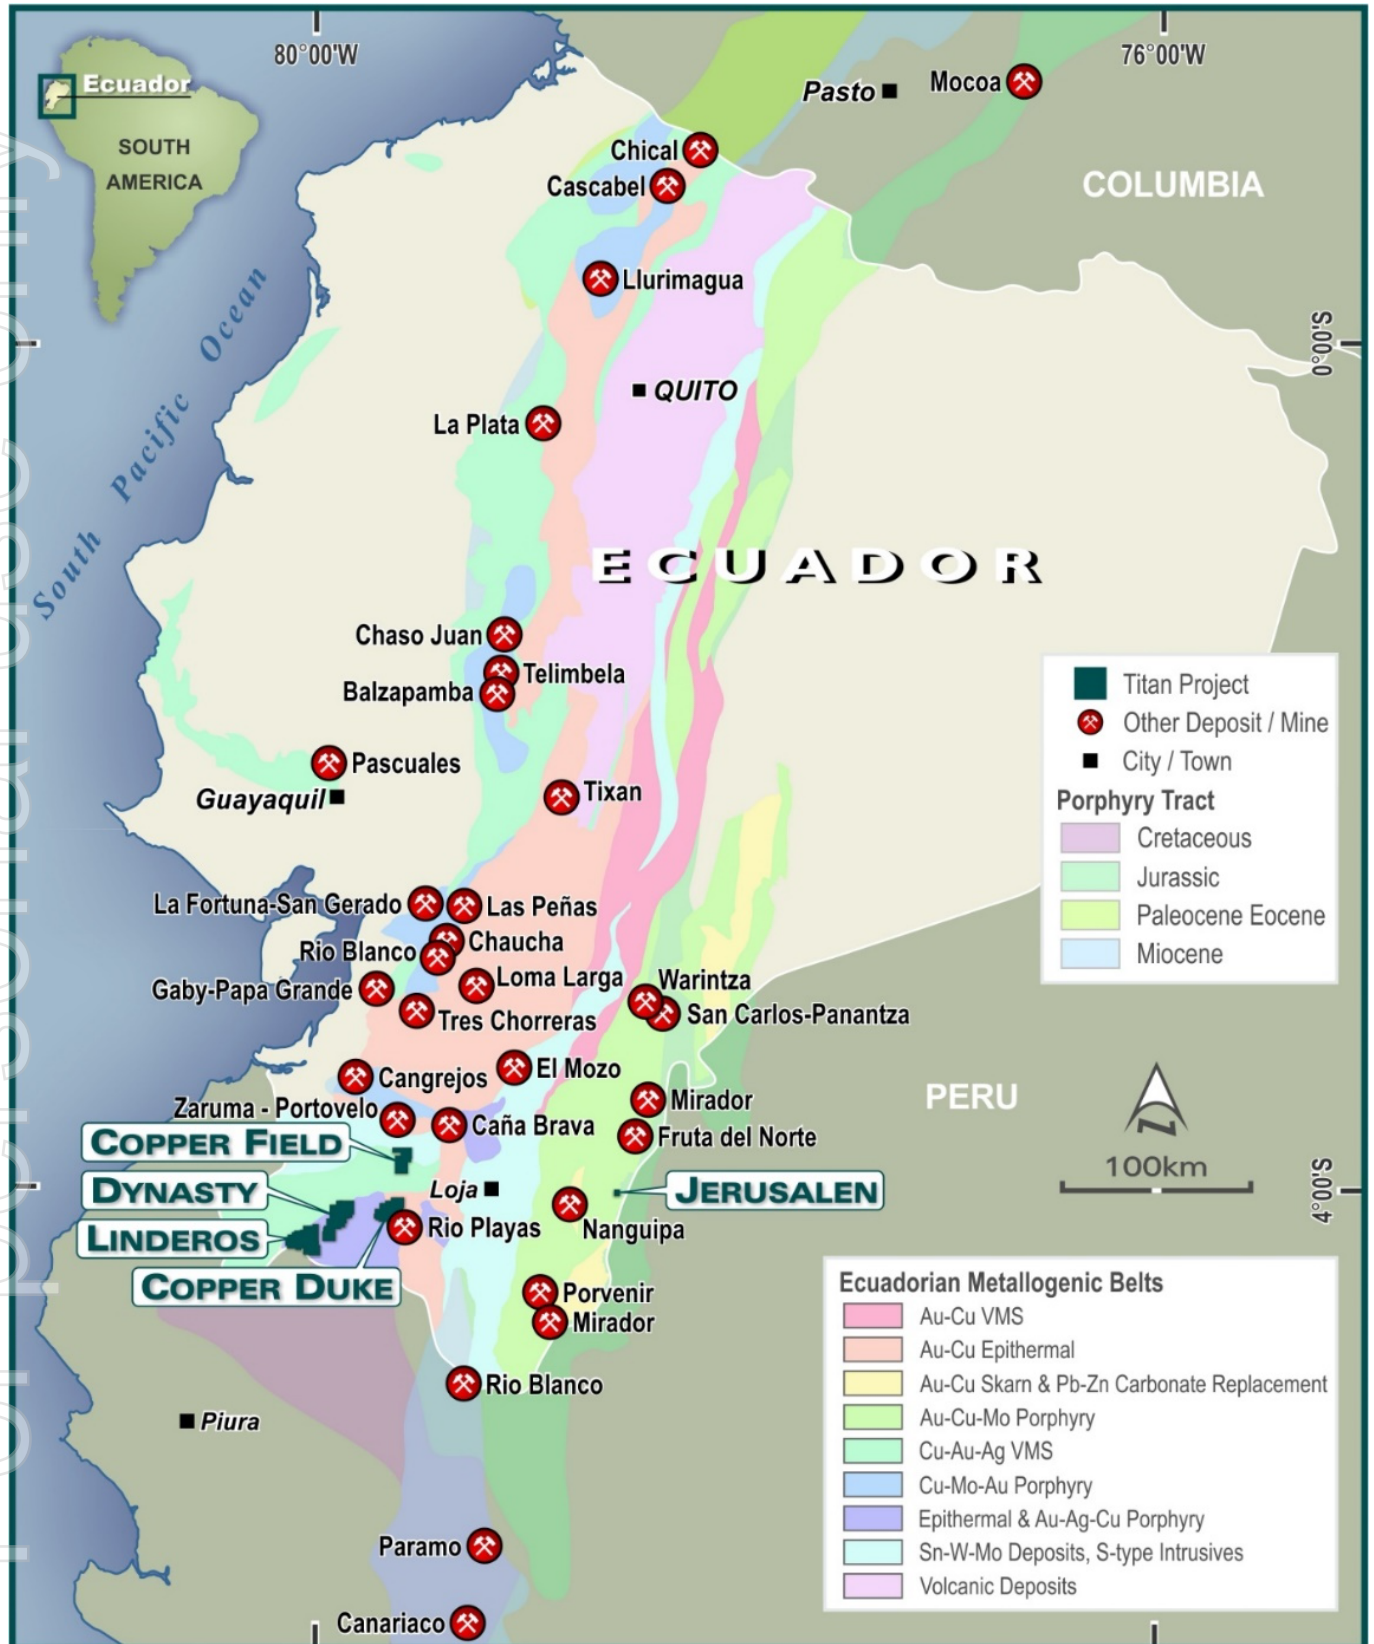 80°00'W
76°00'W
Ecuador
SOUTH
AMERICA
Pasto
Mocoa
Chical
Cascabel
COLUMBIA
Llurimagua
South Pacific Ocean
0°00'S
QUITO
La Plata
ECUADOR
Chaso Juan
Telimbela
Balzapamba
Pascuales
Guayaquil
Tixan
Titan Project
Other Deposit / Mine
City / Town
Porphyry Tract
Cretaceous
Jurassic
Paleocene Eocene
Miocene
La Fortuna-San Gerado
Las Peñas
Chaucha
Rio Blanco
Loma Larga
Gaby-Papa Grande
Tres Chorreras
Warintza
San Carlos-Panantza
El Mozo
Cangrejos
Mirador
PERU
Zaruma - Portovelo
Caña Brava
Fruta del Norte
COPPER FIELD
100km
4°00'S
DYNASTY
Loja
JERUSALEN
LINDEROS
Rio Playas
Nanguipa
COPPER DUKE
Porvenir
Mirador
Rio Blanco
Piura
Paramo
Canariaco
Ecuadorian Metallogenic Belts
Au-Cu VMS
Au-Cu Epithermal
Au-Cu Skarn & Pb-Zn Carbonate Replacement
Au-Cu-Mo Porphyry
Cu-Au-Ag VMS
Cu-Mo-Au Porphyry
Epithermal & Au-Ag-Cu Porphyry
Sn-W-Mo Deposits, S-type Intrusives
Volcanic Deposits
For personal use only